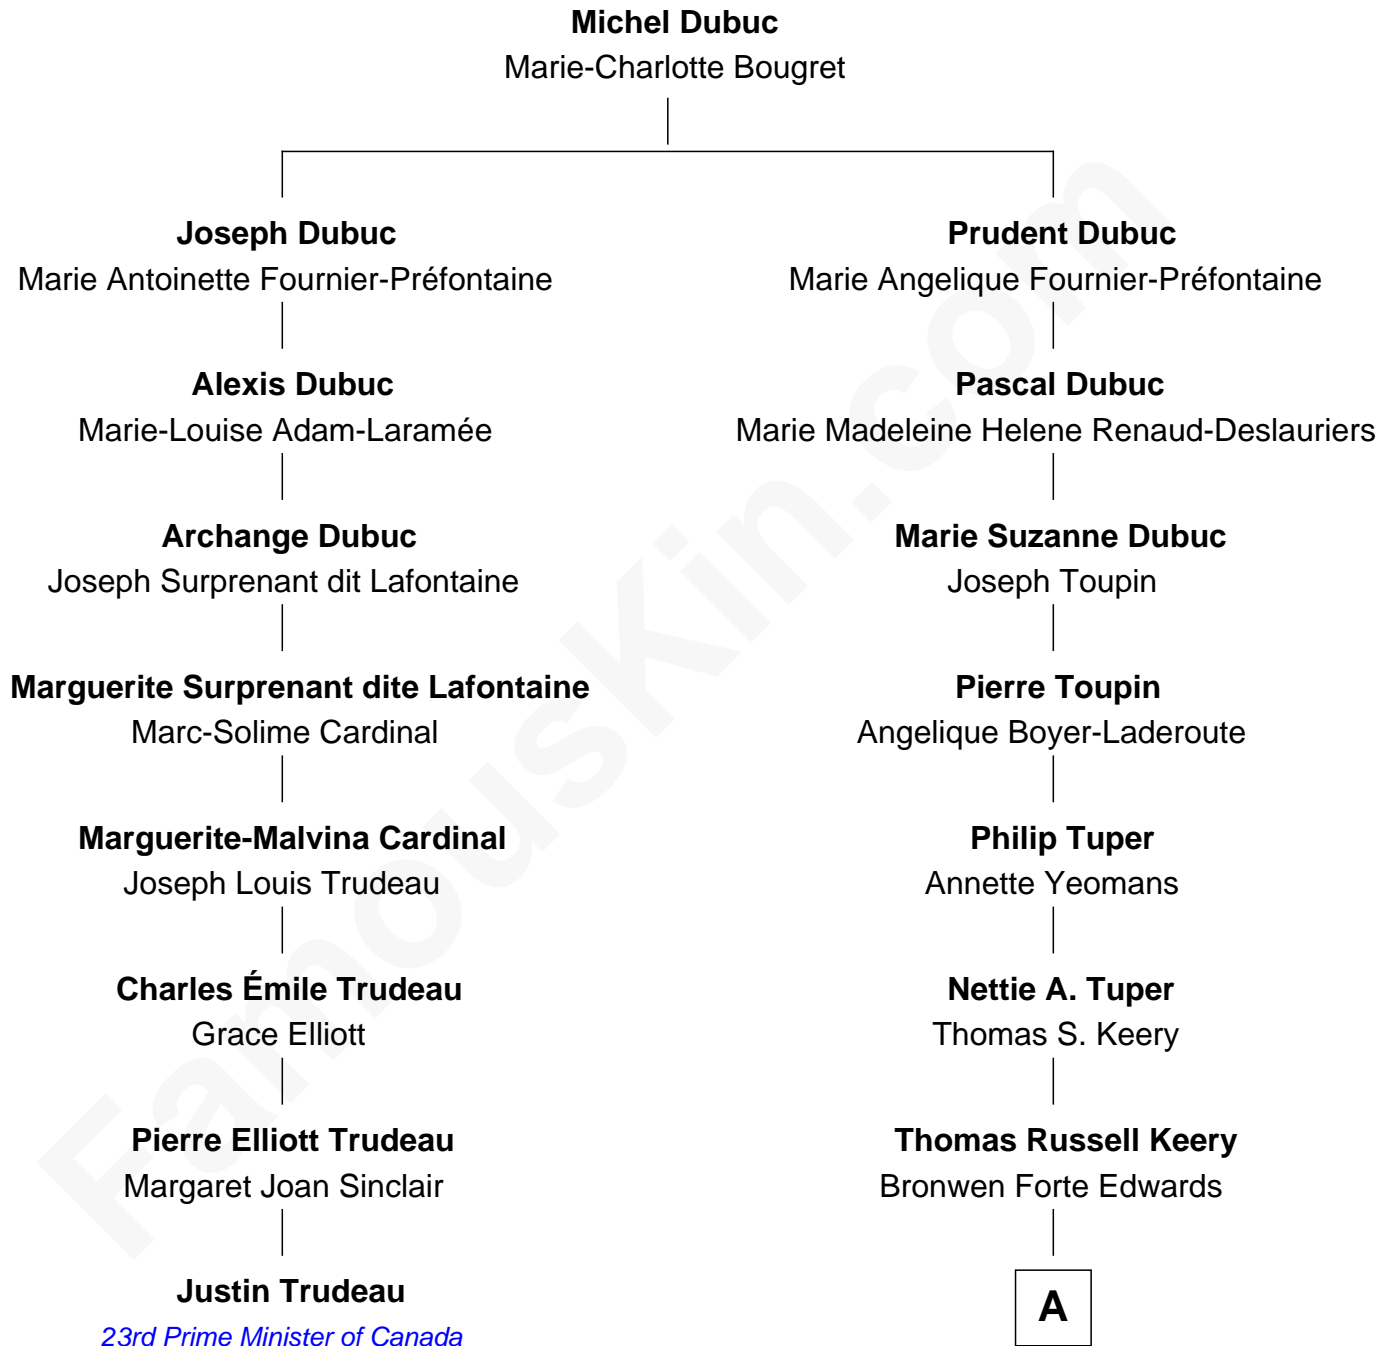 Michel Dubuc
Marie-Charlotte Bougret
Joseph Dubuc
Marie Antoinette Fournier-Préfontaine
Prudent Dubuc
Marie Angelique Fournier-Préfontaine
Alexis Dubuc
Marie-Louise Adam-Laramée
Pascal Dubuc
Marie Madeleine Helene Renaud-Deslauriers
Archange Dubuc
Joseph Surprenant dit Lafontaine
Marie Suzanne Dubuc
Joseph Toupin
Marguerite Surprenant dite Lafontaine
Marc-Solime Cardinal
Pierre Toupin
Angelique Boyer-Laderoute
Marguerite-Malvina Cardinal
Joseph Louis Trudeau
Philip Tuper
Annette Yeomans
Charles Émile Trudeau
Grace Elliott
Nettie A. Tuper
Thomas S. Keery
Pierre Elliott Trudeau
Margaret Joan Sinclair
Thomas Russell Keery
Bronwen Forte Edwards
Justin Trudeau
23rd Prime Minister of Canada
A
FamousKin.com